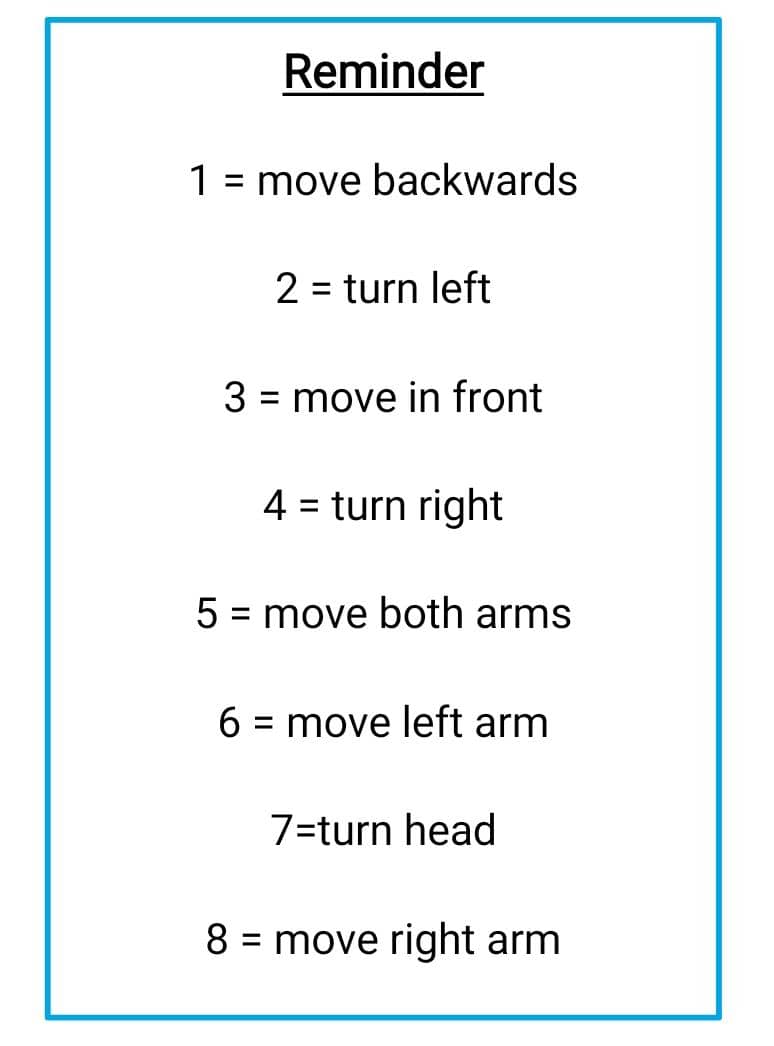 Reminder
1 = move backwards
2 = turn left
3 = move in front
4 = turn right
5 = move both arms
6 = move left arm
7=turn head
8 = move right arm